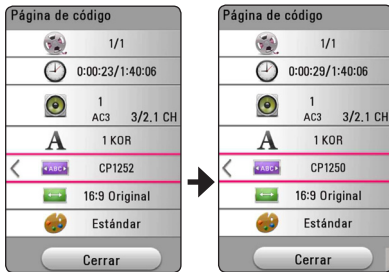 Página de código
1/1
0:00:23/1:40:06
1
AC3 3/2.1 CH
A 1 KOR
ABC CP1252
16:9 Original
Estándar
Cerrar
Página de código
1/1
0:00:29/1:40:06
1
AC3 3/2.1 CH
A 1 KOR
ABC CP1250
16:9 Original
Estándar
Cerrar